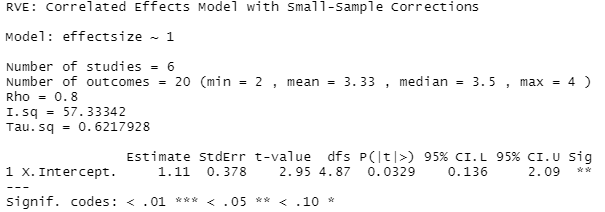 RVE: Correlated Effects Model with Small-Sample Corrections
Model: effectsize ~ 1
Number of studies = 6
Number of outcomes = 20 (min = 2 , mean = 3.33 , median = 3.5 , max = 4 )
Rho = 0.8
I.sq = 57.33342
Tau.sq = 0.6217928
Estimate StdErr t-value dfs P(|t|>) 95% CI.L 95% CI.U Sig
1 X.Intercept. 1.11 0.378 2.95 4.87 0.0329 0.136 2.09 **
---
Signif. codes: < .01 *** < .05 ** < .10 *